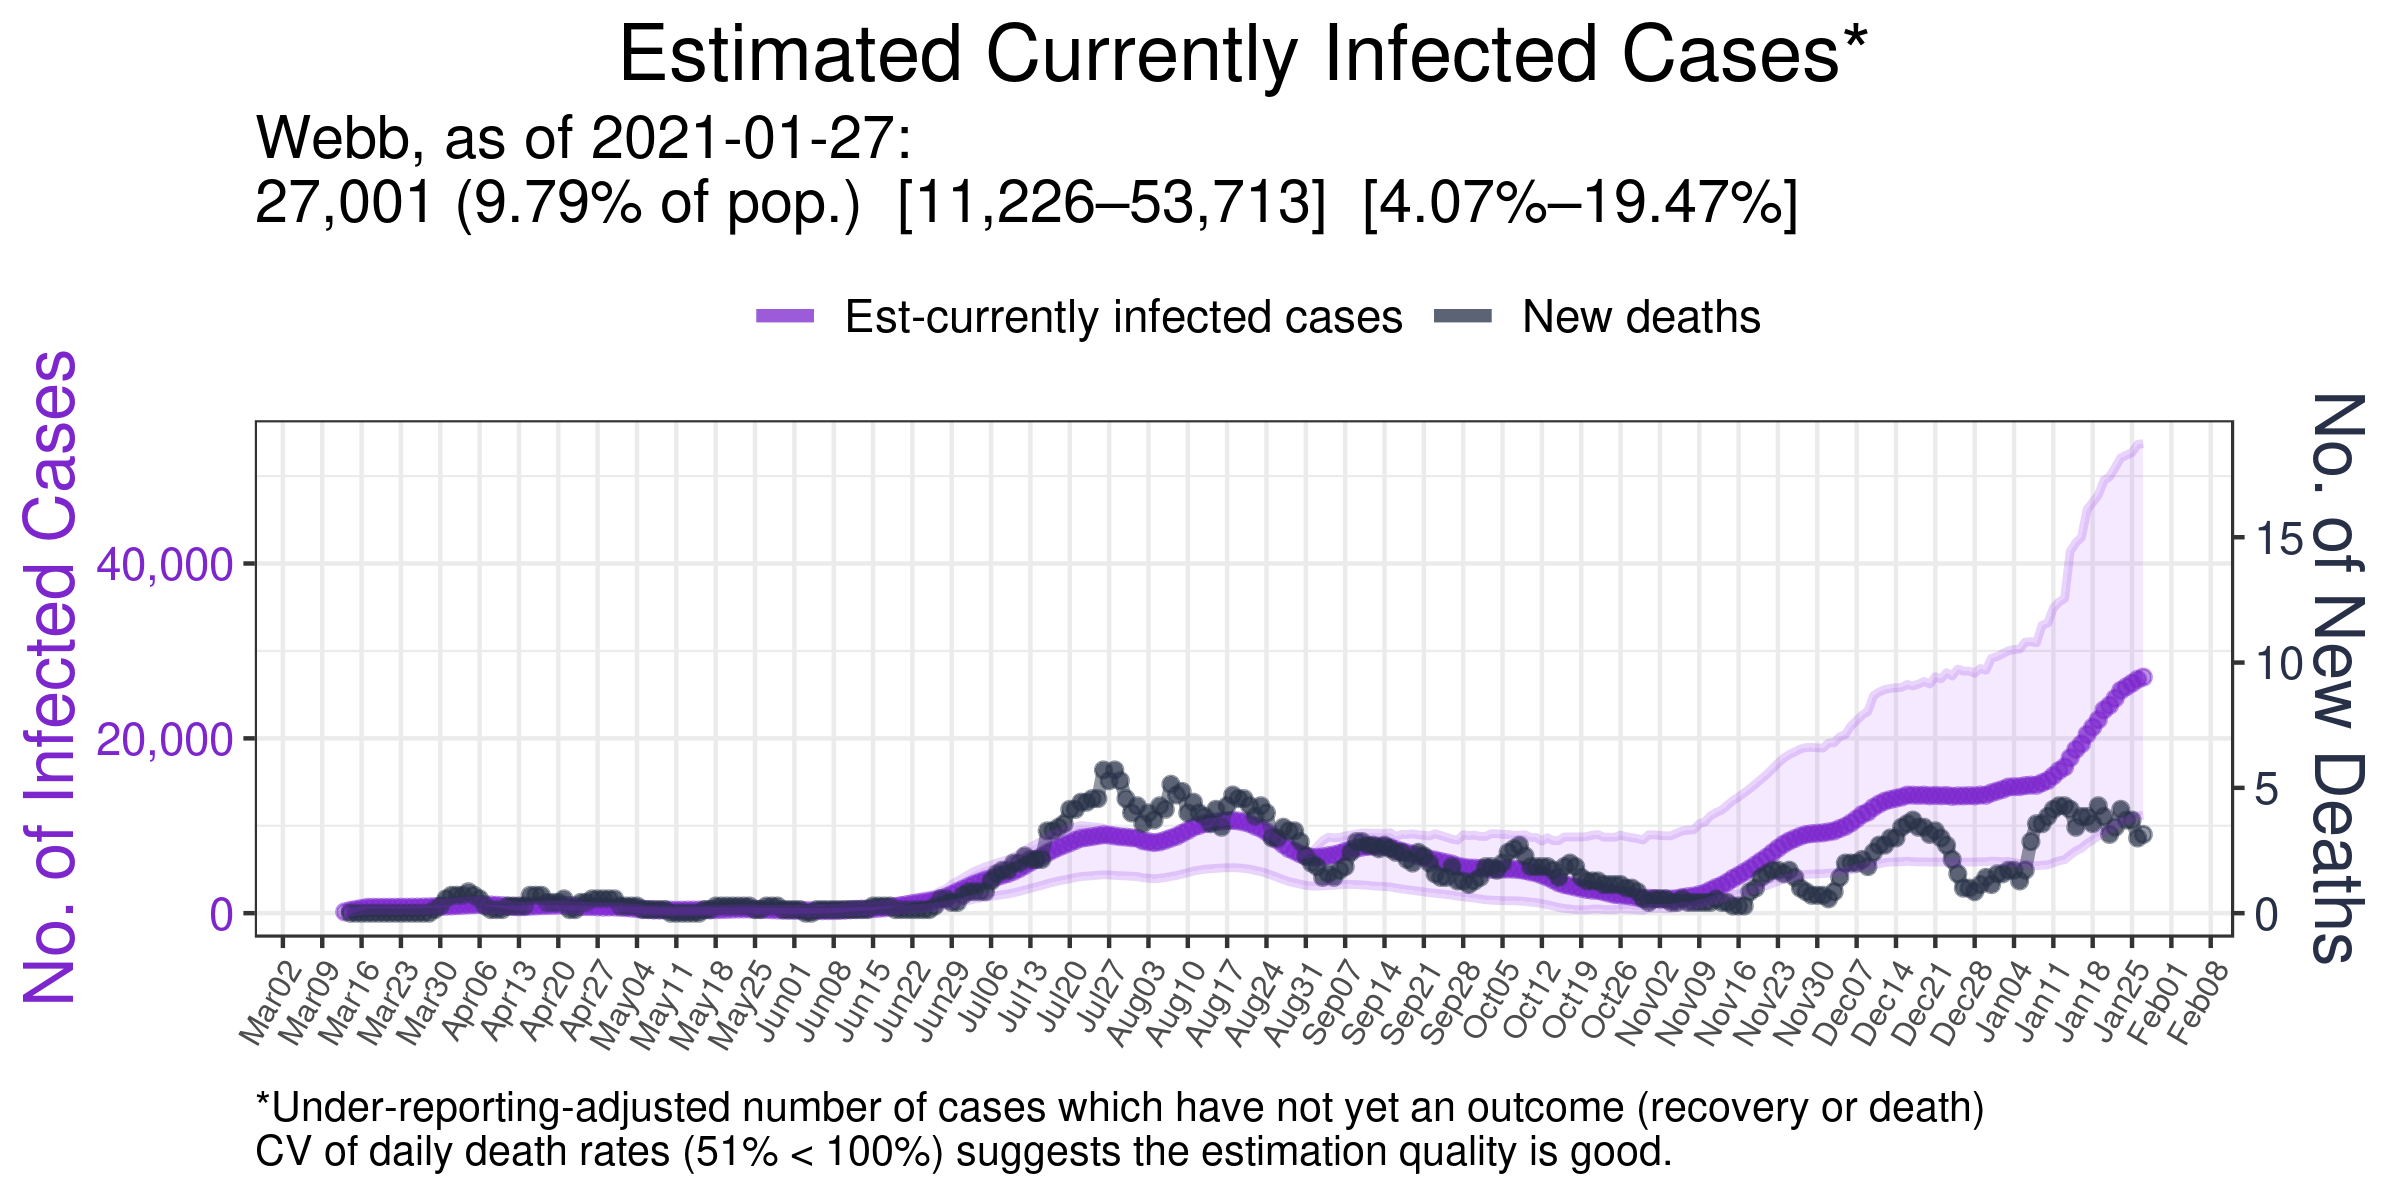 Estimated Currently Infected Cases*
Webb, as of 2021-01-27:
27,001 (9.79% of pop.)  [11,226–53,713]  [4.07%–19.47%]
Est-currently infected cases
New deaths
No. of Infected Cases
40,000
20,000
0
No. of New Deaths
15
10
5
0
Mar02
Mar09
Mar16
Mar23
Mar30
Apr06
Apr13
Apr20
Apr27
May04
May11
May18
May25
Jun01
Jun08
Jun15
Jun22
Jun29
Jul06
Jul13
Jul20
Jul27
Aug03
Aug10
Aug17
Aug24
Aug31
Sep07
Sep14
Sep21
Sep28
Oct05
Oct12
Oct19
Oct26
Nov02
Nov09
Nov16
Nov23
Nov30
Dec07
Dec14
Dec21
Dec28
Jan04
Jan11
Jan18
Jan25
Feb01
Feb08
*Under-reporting-adjusted number of cases which have not yet an outcome (recovery or death)
CV of daily death rates (51% < 100%) suggests the estimation quality is good.